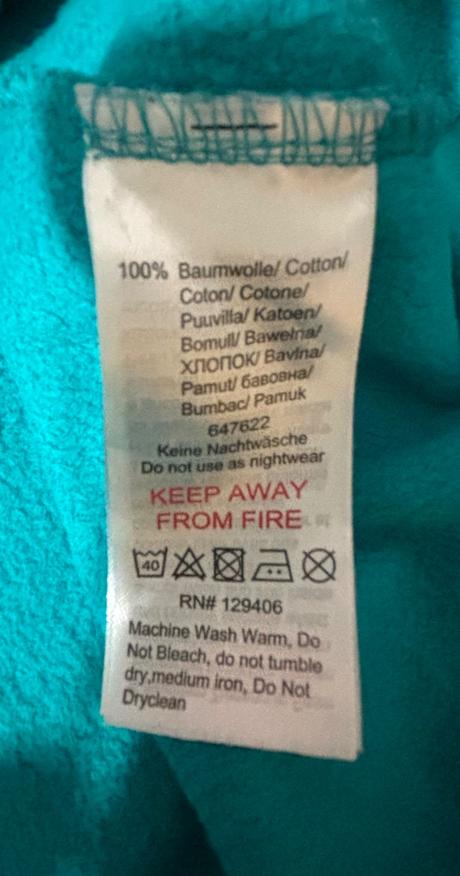 100% Baumwolle/ Cotton/
Coton/ Cotone/
Puuvilla/ Katoen/
Bomull/ Bawełna/
ХЛОПОК/ Bavlna/
Pamut/ бавовна/
Bumbac/ Pamuk
647622
Keine Nachtwäsche
Do not use as nightwear
KEEP AWAY
FROM FIRE
40
RN# 129406
Machine Wash Warm, Do
Not Bleach, do not tumble
dry,medium iron, Do Not
Dryclean